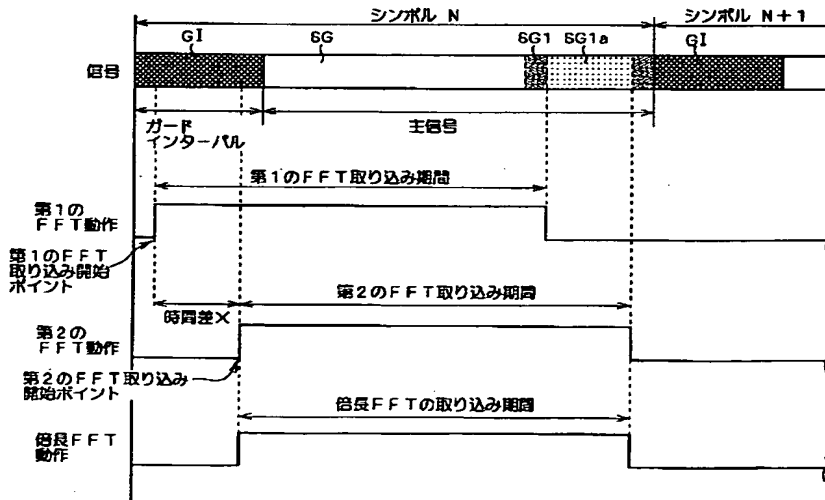 シンボル N
シンボル N+1
GI
SG
SG1
SG1a
GI
信号
ガード
インターバル
主信号
第1のFFT取り込み期間
第1の
FFT動作
第1のFFT
取り込み開始
ポイント
時間差X
第2のFFT取り込み期間
第2の
FFT動作
第2のFFT取り込み
開始ポイント
倍長FFTの取り込み期間
倍長FFT
動作